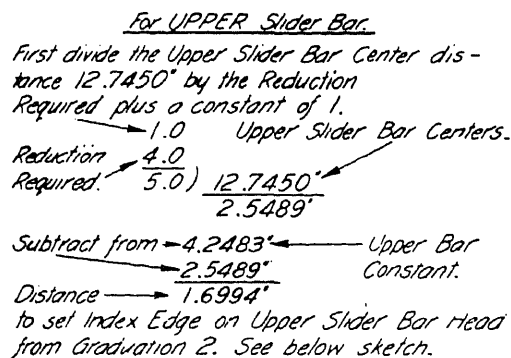 For UPPER Slider Bar.
First divide the Upper Slider Bar Center dis-
tance 12.7450" by the Reduction
Required plus a constant of 1.
1.0 Upper Slider Bar Centers.
Reduction 4.0
Required. 5.0 ) 12.7450"
2.5489"
Subtract from 4.2483" Upper Bar
2.5489" Constant.
Distance 1.6994"
to set Index Edge on Upper Slider Bar Head
from Graduation 2. See below sketch.